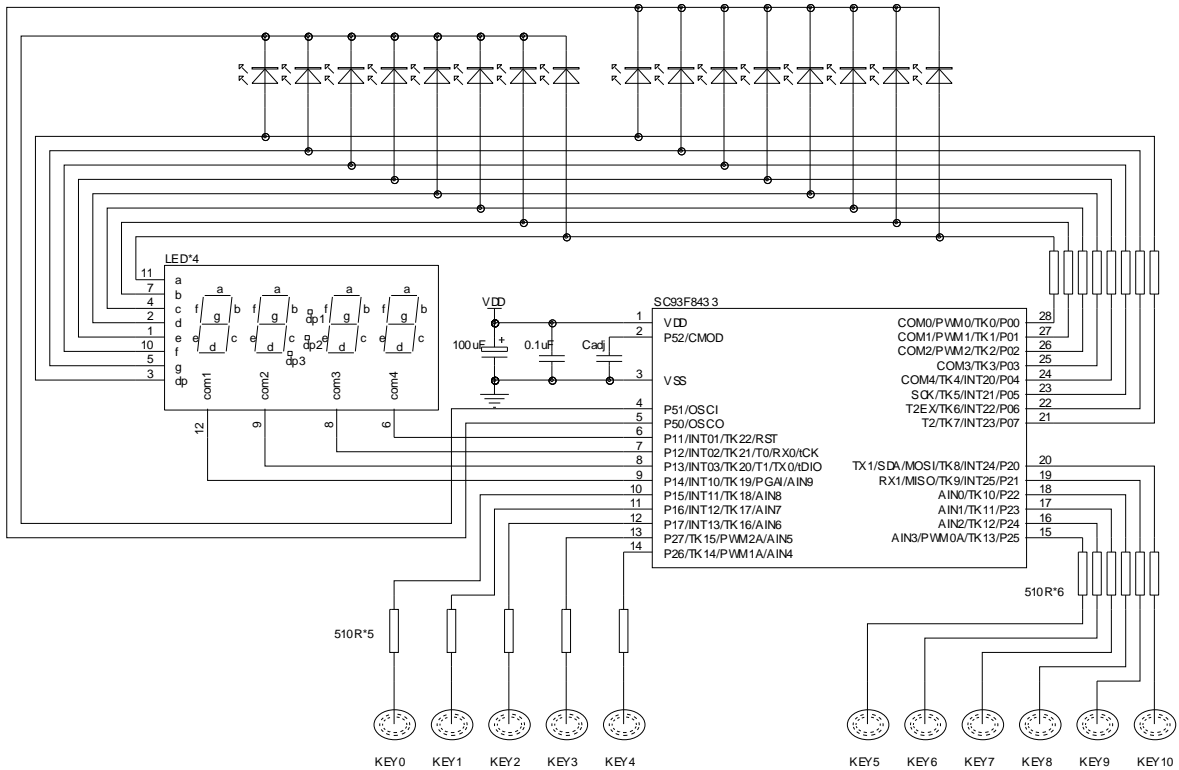 LED*4
11 a
7 b
4 c
2 d
1 e
10 f
5 g
3 dp
a a a a
f b f b f b f b
g g g g
e c e c e c e c
d d d d
dp1
dp2
dp3
com1 com2 com3 com4
12 9 8 6
VDD
100uF
+
0.1uF
Cadj
SC93F8433
1 VDD
2 P52/CMOD
3 VSS
4 P51/OSCI
5 P50/OSCO
6 P11/INT01/TK22/RST
7 P12/INT02/TK21/T0/RX0/tCK
8 P13/INT03/TK20/T1/TX0/tDIO
9 P14/INT10/TK19/PGAI/AIN9
10 P15/INT11/TK18/AIN8
11 P16/INT12/TK17/AIN7
12 P17/INT13/TK16/AIN6
13 P27/TK15/PWM2A/AIN5
14 P26/TK14/PWM1A/AIN4
COM0/PWM0/TK0/P00 28
COM1/PWM1/TK1/P01 27
COM2/PWM2/TK2/P02 26
COM3/TK3/P03 25
COM4/TK4/INT20/P04 24
SCK/TK5/INT21/P05 23
T2EX/TK6/INT22/P06 22
T2/TK7/INT23/P07 21
TX1/SDA/MOSI/TK8/INT24/P20 20
RX1/MISO/TK9/INT25/P21 19
AIN0/TK10/P22 18
AIN1/TK11/P23 17
AIN2/TK12/P24 16
AIN3/PWM0A/TK13/P25 15
510R*5
510R*6
KEY0 KEY1 KEY2 KEY3 KEY4 KEY5 KEY6 KEY7 KEY8 KEY9 KEY10